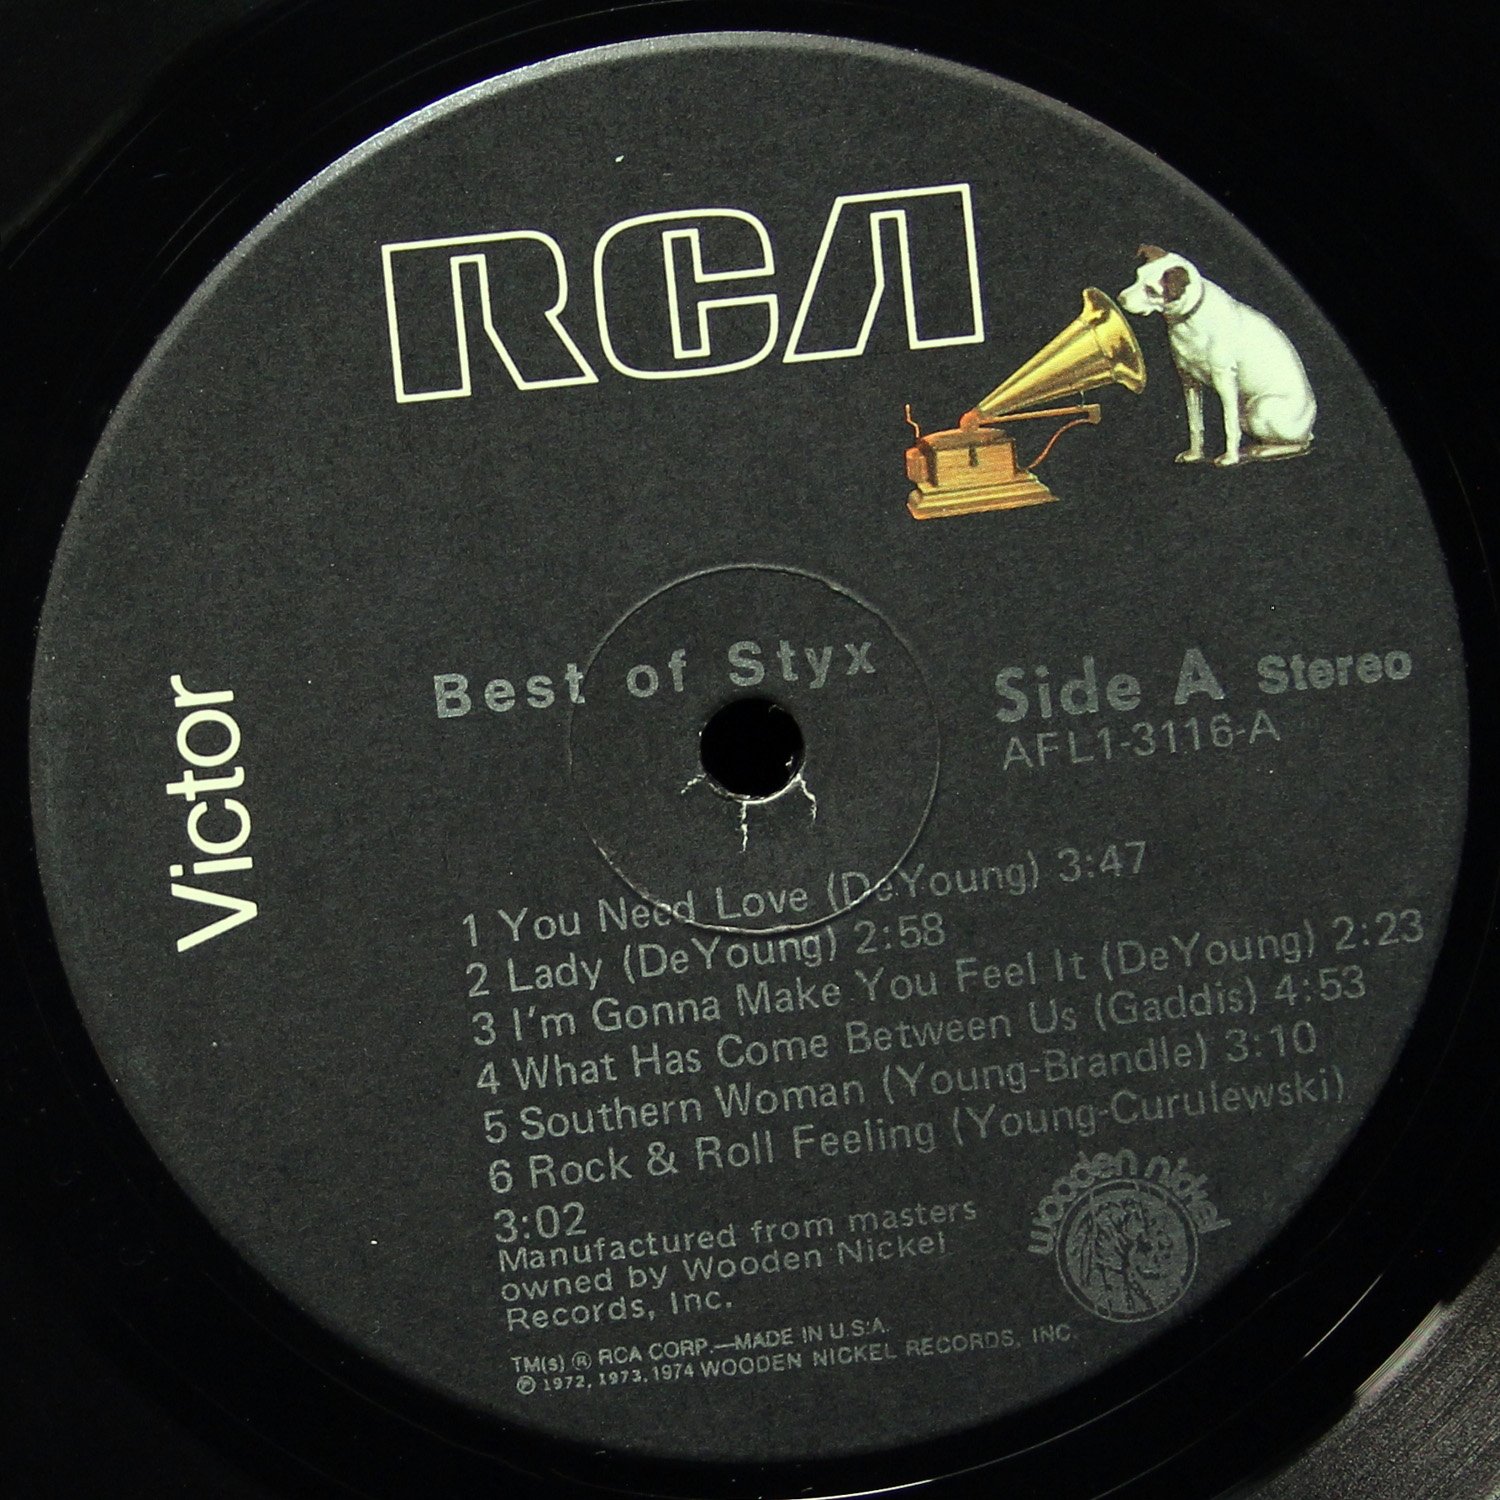 RCA
Victor
Best of Styx
Side A Stereo
AFL1-3116-A
1 You Need Love (DeYoung) 3:47
2 Lady (DeYoung) 2:58
3 I'm Gonna Make You Feel It (DeYoung) 2:23
4 What Has Come Between Us (Gaddis) 4:53
5 Southern Woman (Young-Brandle) 3:10
6 Rock & Roll Feeling (Young-Curulewski)
3:02
Manufactured from masters
owned by Wooden Nickel
Records, Inc.
wooden nickel
TM(s) ® RCA CORP.—MADE IN U.S.A.
℗ 1972, 1973, 1974 WOODEN NICKEL RECORDS, INC.